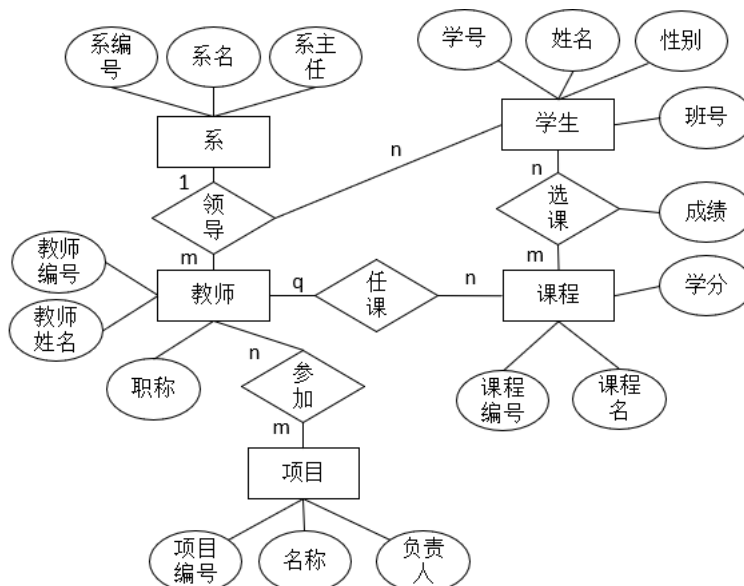 系编
号
系名
系主
任
学号
姓名
性别
系
学生
班号
n
1
n
领
导
选
课
成绩
教师
编号
m
m
教师
q
任
课
n
课程
学分
教师
姓名
职称
n
参
加
课程
编号
课程
名
m
项目
项目
编号
名称
负责
人